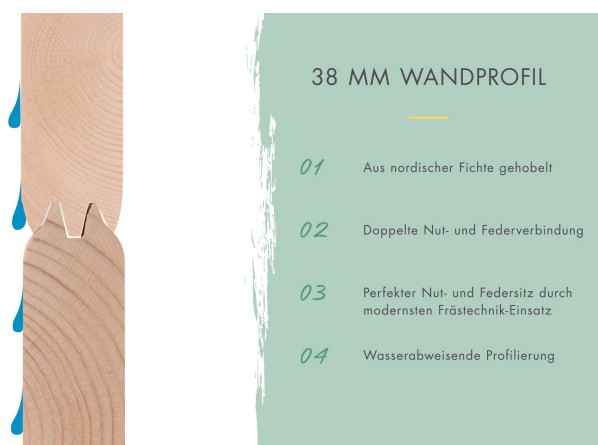 38 MM WANDPROFIL
01 Aus nordischer Fichte gehobelt
02 Doppelte Nut- und Federverbindung
03 Perfekter Nut- und Federsitz durch
modernsten Frästechnik-Einsatz
04 Wasserabweisende Profilierung